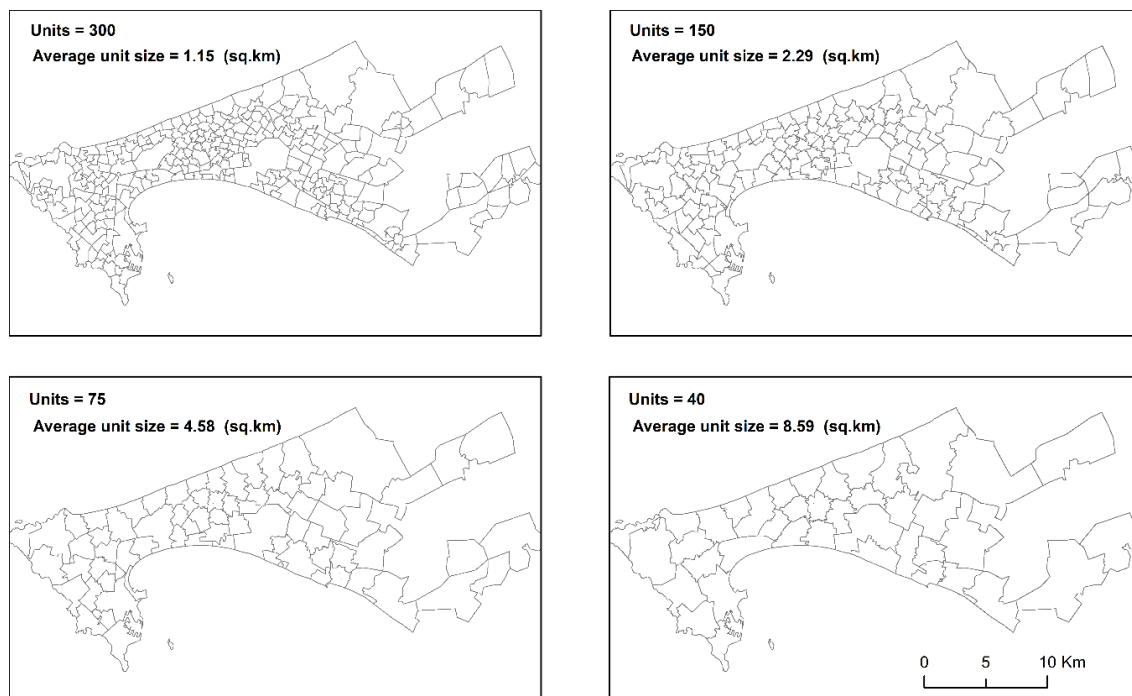 Units = 300
Average unit size = 1.15 (sq.km)
Units = 150
Average unit size = 2.29 (sq.km)
Units = 75
Average unit size = 4.58 (sq.km)
Units = 40
Average unit size = 8.59 (sq.km)
0 5 10 Km